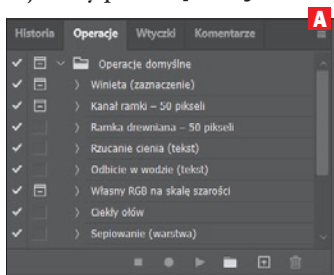 A
Historia Operacje Wtyczki Komentarze
Operacje domyślne
Winieta (zaznaczenie)
Kanał ramki – 50 pikseli
Ramka drewniana – 50 pikseli
Rzucanie cienia (tekst)
Odbicie w wodzie (tekst)
Własny RGB na skalę szarości
Ciekły ołów
Sepiowanie (warstwa)